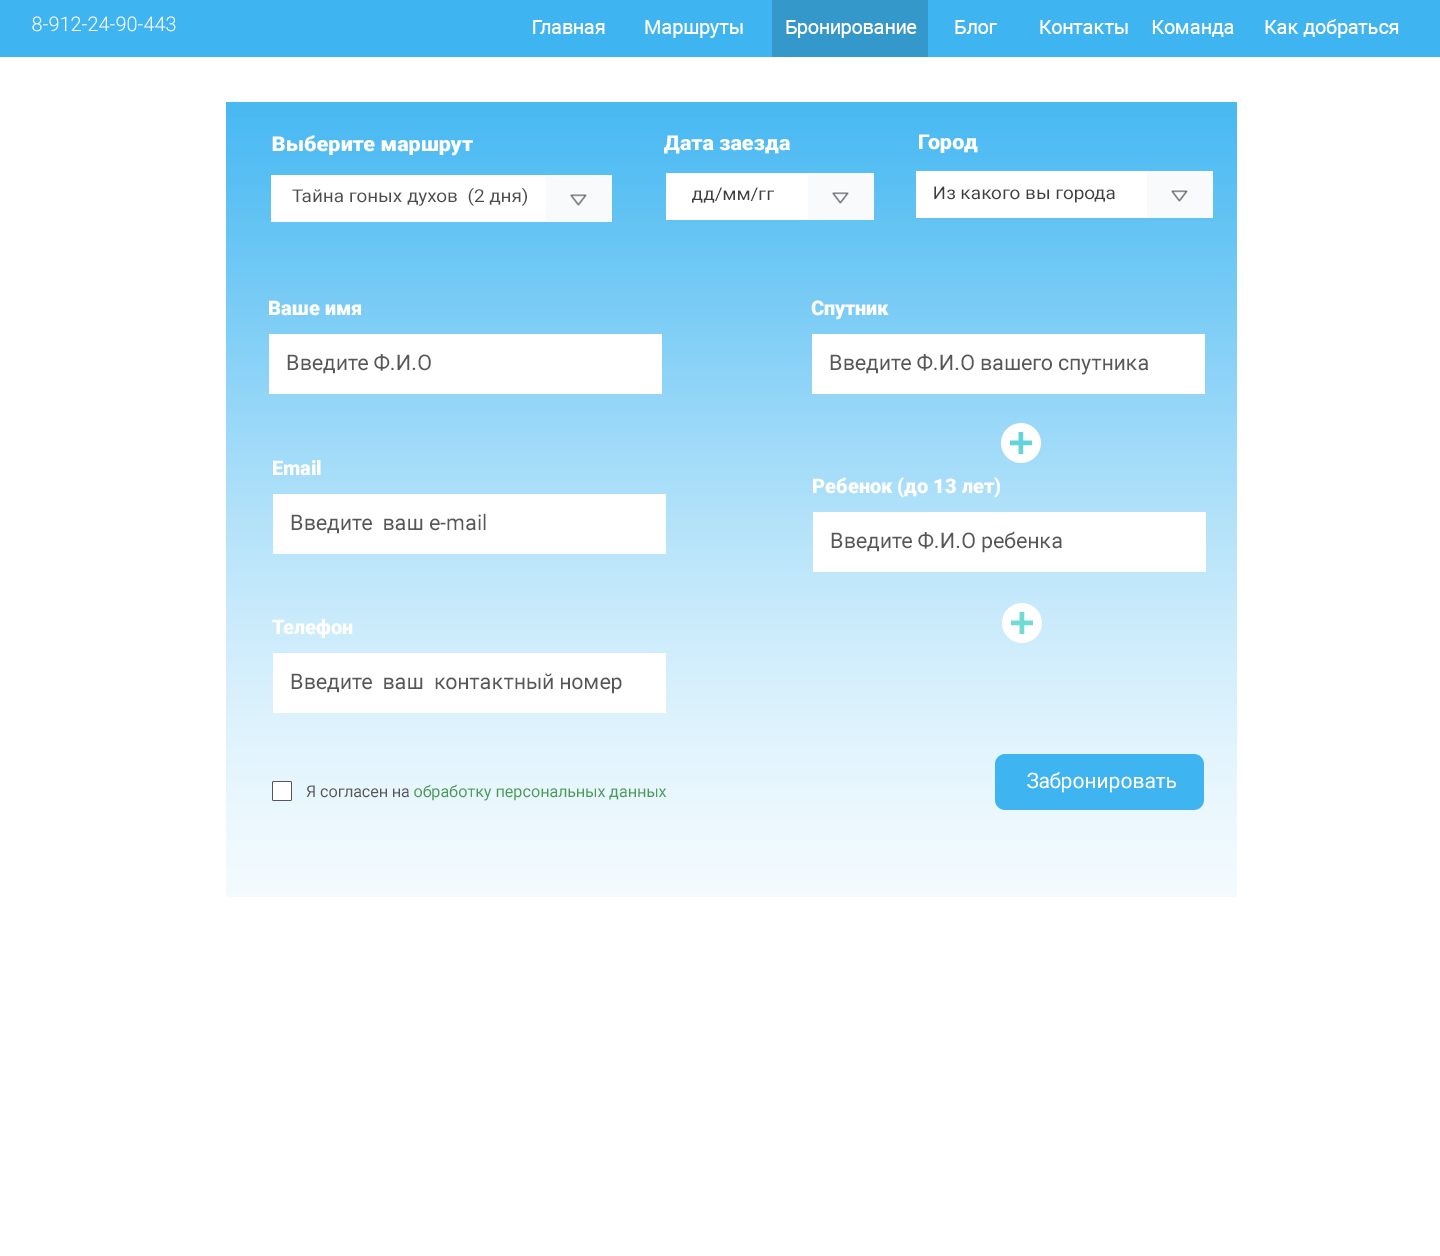 8-912-24-90-443
Главная Маршруты Бронирование Блог Контакты Команда Как добраться
Выберите маршрут Дата заезда Город
Тайна гоных духов (2 дня) дд/мм/гг Из какого вы города
Ваше имя Спутник
Введите Ф.И.О Введите Ф.И.О вашего спутника
Email
Ребенок (до 13 лет)
Введите ваш e-mail
Введите Ф.И.О ребенка
Телефон
Введите ваш контактный номер
Я согласен на обработку персональных данных
Забронировать